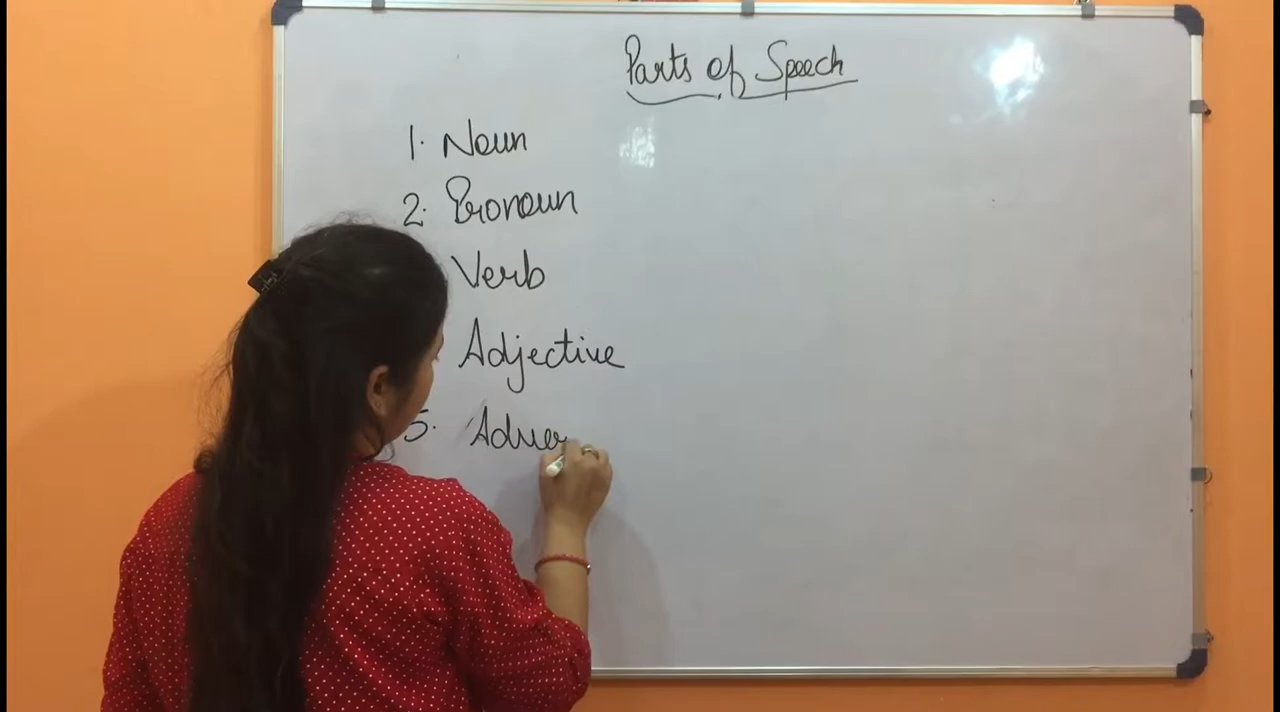 Parts of Speech
1. Noun
2. Pronoun
Verb
Adjective
5. Adver